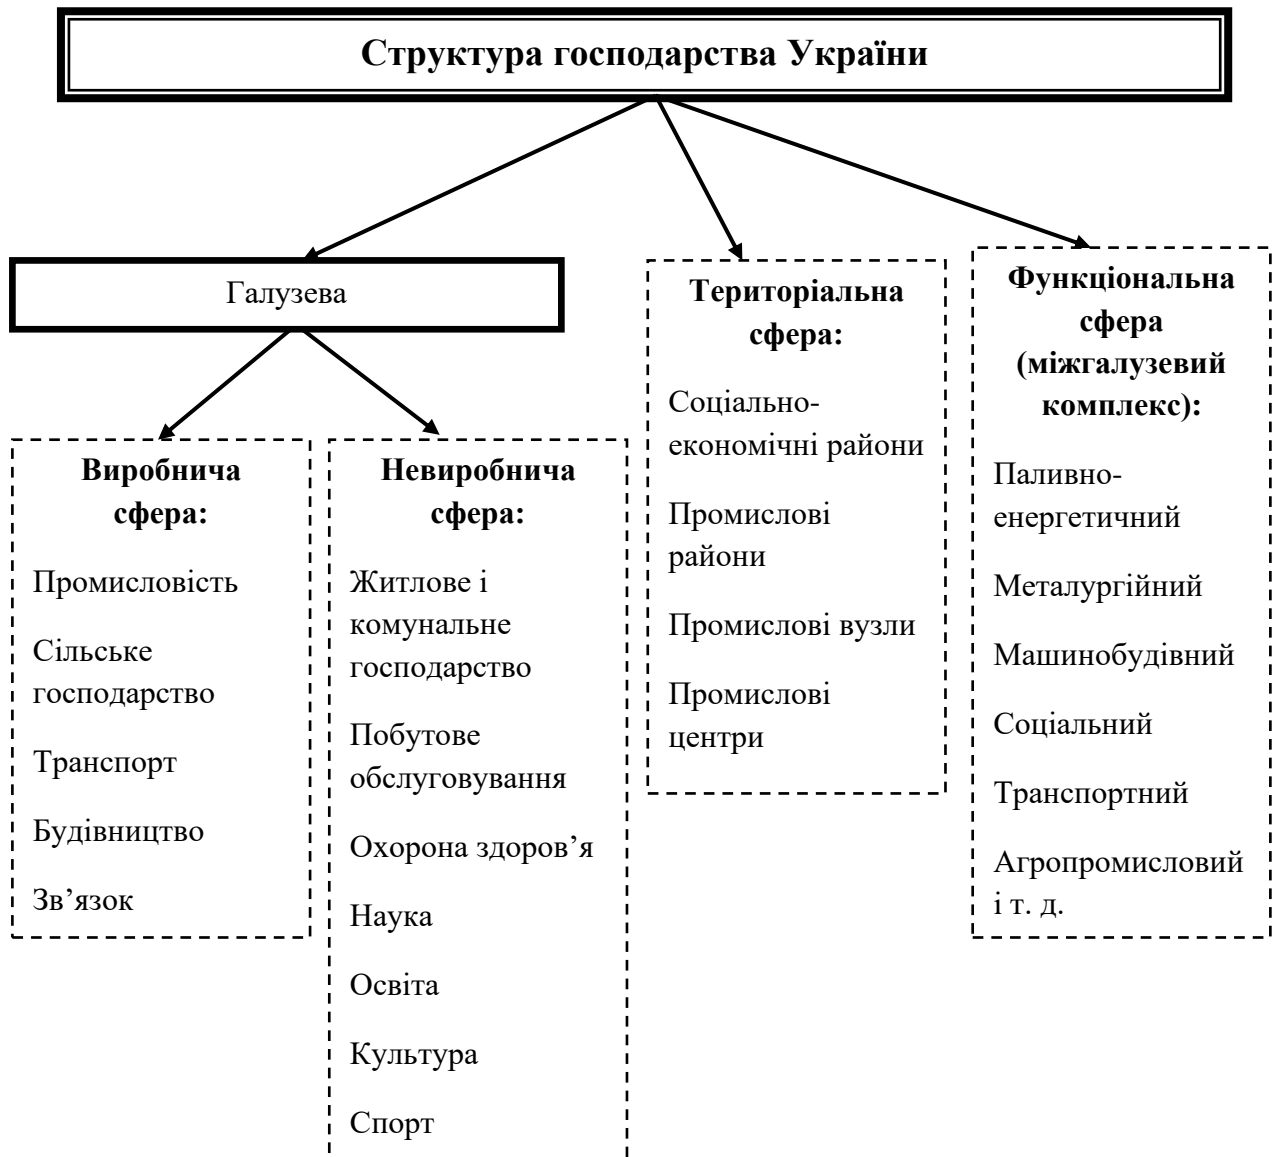 Структура господарства України
Галузева
Виробнича
сфера:
Промисловість
Сільське
господарство
Транспорт
Будівництво
Зв’язок
Невиробнича
сфера:
Житлове і
комунальне
господарство
Побутове
обслуговування
Охорона здоров’я
Наука
Освіта
Культура
Спорт
Територіальна
сфера:
Соціально-
економічні райони
Промислові
райони
Промислові вузли
Промислові
центри
Функціональна
сфера
(міжгалузевий
комплекс):
Паливно-
енергетичний
Металургійний
Машинобудівний
Соціальний
Транспортний
Агропромисловий
і т. д.